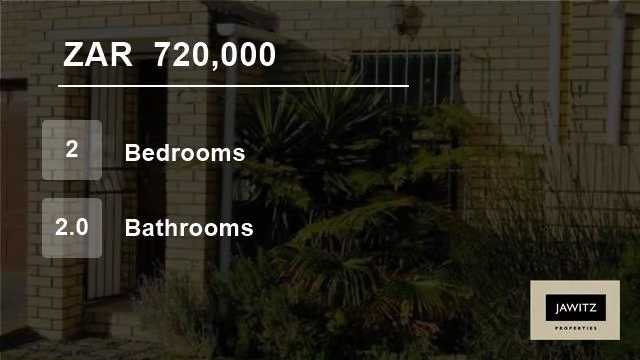 ZAR 720,000
2 Bedrooms
2.0 Bathrooms
JAWITZ
PROPERTIES